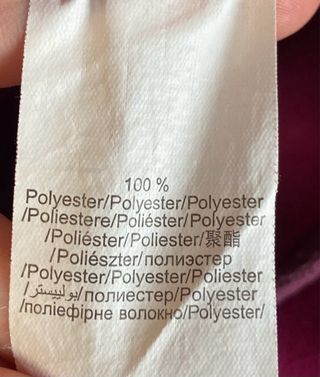 100 %
Polyester/Polyester/Polyester
/Poliestere/Poliéster/Polyester
/Poliéster/Poliester/聚酯
/Poliészter/полиэстер
/Polyester/Polyester/Polyester
/بوليستر/полиестер/Polyester
/поліефірне волокно/Polyester/